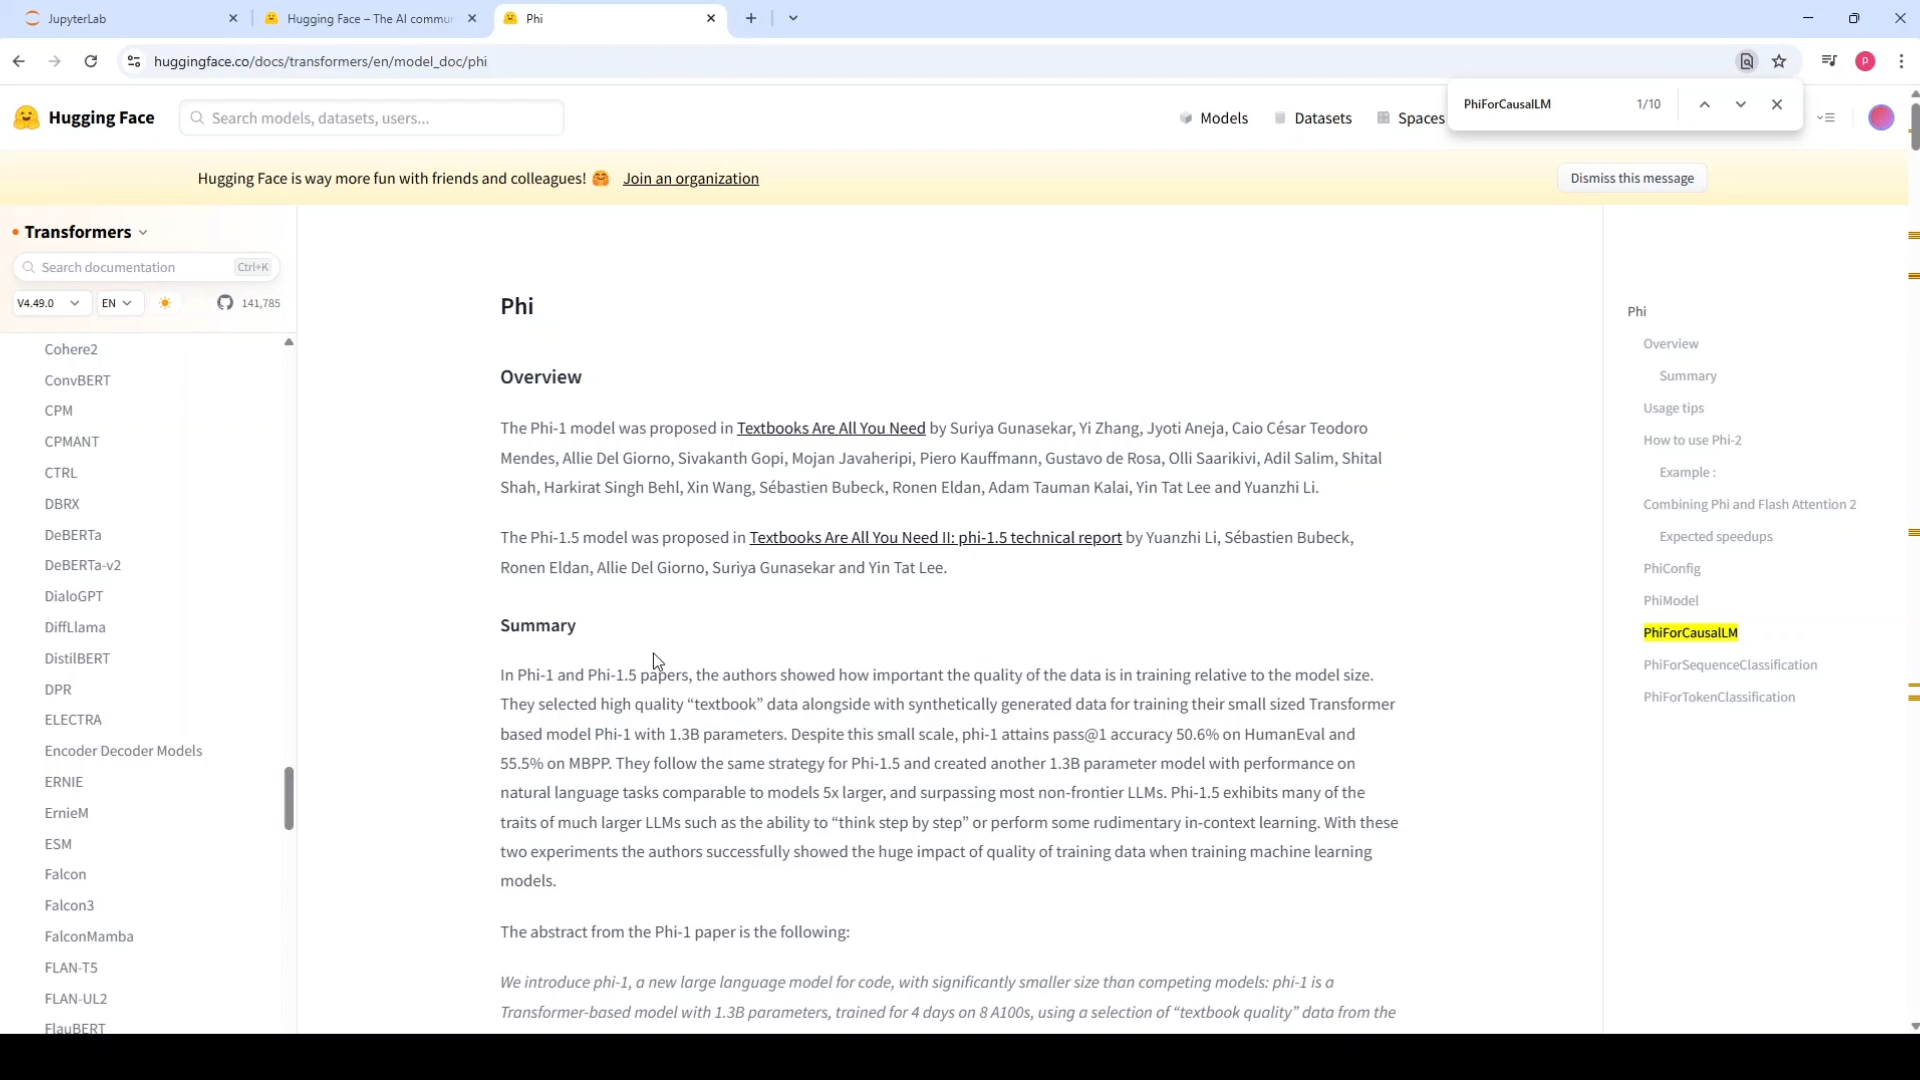 JupyterLab
Hugging Face – The AI commun
Phi
huggingface.co/docs/transformers/en/model_doc/phi
P
PhiForCausalLM 1/10
Hugging Face
Search models, datasets, users...
Models
Datasets
Spaces
Hugging Face is way more fun with friends and colleagues! 🤗 Join an organization
Dismiss this message
Transformers
Search documentation Ctrl+K
V4.49.0 EN 141,785
Cohere2
ConvBERT
CPM
CPMANT
CTRL
DBRX
DeBERTa
DeBERTa-v2
DialoGPT
DiffLlama
DistilBERT
DPR
ELECTRA
Encoder Decoder Models
ERNIE
ErnieM
ESM
Falcon
Falcon3
FalconMamba
FLAN-T5
FLAN-UL2
FlauBERT
Phi
Overview
The Phi-1 model was proposed in Textbooks Are All You Need by Suriya Gunasekar, Yi Zhang, Jyoti Aneja, Caio César Teodoro
Mendes, Allie Del Giorno, Sivakanth Gopi, Mojan Javaheripi, Piero Kauffmann, Gustavo de Rosa, Olli Saarikivi, Adil Salim, Shital
Shah, Harkirat Singh Behl, Xin Wang, Sébastien Bubeck, Ronen Eldan, Adam Tauman Kalai, Yin Tat Lee and Yuanzhi Li.
The Phi-1.5 model was proposed in Textbooks Are All You Need II: phi-1.5 technical report by Yuanzhi Li, Sébastien Bubeck,
Ronen Eldan, Allie Del Giorno, Suriya Gunasekar and Yin Tat Lee.
Summary
In Phi-1 and Phi-1.5 papers, the authors showed how important the quality of the data is in training relative to the model size.
They selected high quality “textbook” data alongside with synthetically generated data for training their small sized Transformer
based model Phi-1 with 1.3B parameters. Despite this small scale, phi-1 attains pass@1 accuracy 50.6% on HumanEval and
55.5% on MBPP. They follow the same strategy for Phi-1.5 and created another 1.3B parameter model with performance on
natural language tasks comparable to models 5x larger, and surpassing most non-frontier LLMs. Phi-1.5 exhibits many of the
traits of much larger LLMs such as the ability to “think step by step” or perform some rudimentary in-context learning. With these
two experiments the authors successfully showed the huge impact of quality of training data when training machine learning
models.
The abstract from the Phi-1 paper is the following:
We introduce phi-1, a new large language model for code, with significantly smaller size than competing models: phi-1 is a
Transformer-based model with 1.3B parameters, trained for 4 days on 8 A100s, using a selection of “textbook quality” data from the
Phi
Overview
Summary
Usage tips
How to use Phi-2
Example :
Combining Phi and Flash Attention 2
Expected speedups
PhiConfig
PhiModel
PhiForCausalLM
PhiForSequenceClassification
PhiForTokenClassification